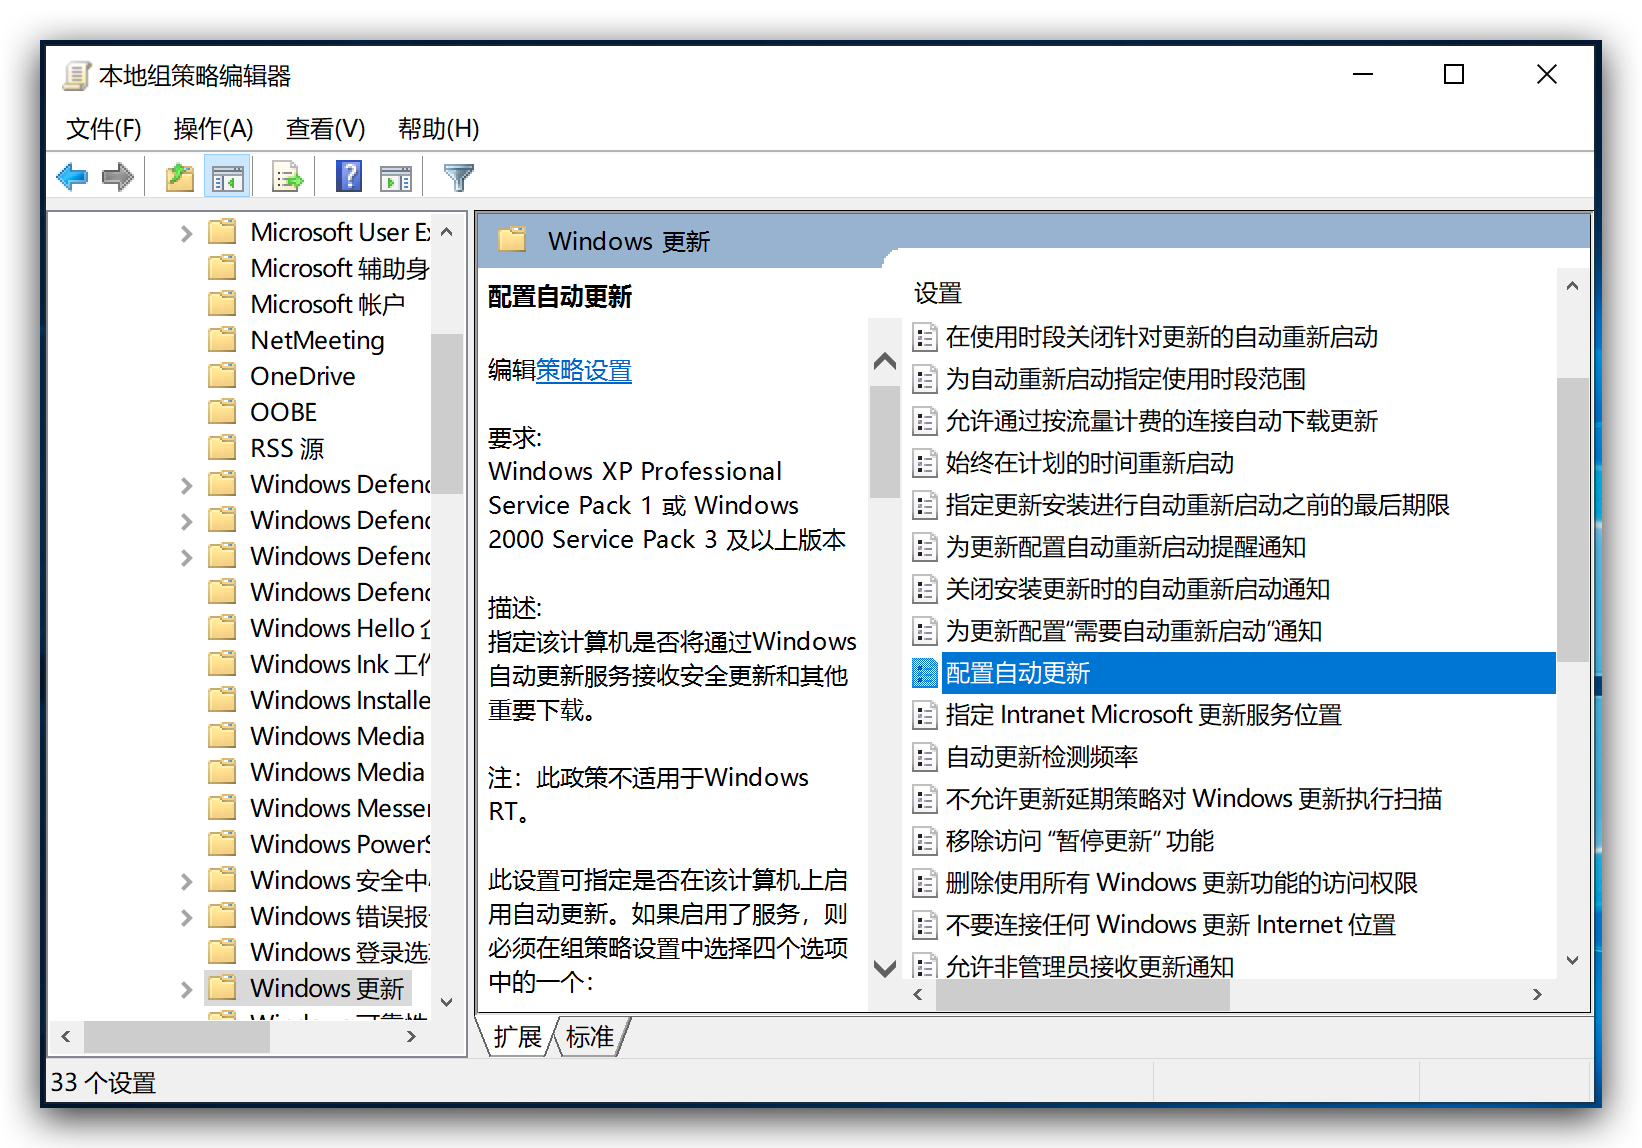 本地组策略编辑器
文件(F) 操作(A) 查看(V) 帮助(H)
Microsoft User
Microsoft 辅助身
Microsoft 帐户
NetMeeting
OneDrive
OOBE
RSS 源
Windows
Windows
Windows
Windows
Windows Hello
Windows Ink
Windows
Windows Media
Windows Media
Windows
Windows
Windows 安全中
Windows 错误报
Windows 登录选
Windows 更新
Windows 更新
配置自动更新
编辑策略设置
要求:
Windows XP Professional
Service Pack 1 或 Windows
2000 Service Pack 3 及以上版本
描述:
指定该计算机是否将通过Windows
自动更新服务接收安全更新和其他
重要下载。
注：此政策不适用于Windows
RT。
此设置可指定是否在该计算机上启
用自动更新。如果启用了服务，则
必须在组策略设置中选择四个选项
中的一个：
设置
在使用时段关闭针对更新的自动重新启动
为自动重新启动指定使用时段范围
允许通过按流量计费的连接自动下载更新
始终在计划的时间重新启动
指定更新安装进行自动重新启动之前的最后期限
为更新配置自动重新启动提醒通知
关闭安装更新时的自动重新启动通知
为更新配置“需要自动重新启动”通知
配置自动更新
指定 Intranet Microsoft 更新服务位置
自动更新检测频率
不允许更新延期策略对 Windows 更新执行扫描
移除访问 “暂停更新” 功能
删除使用所有 Windows 更新功能的访问权限
不要连接任何 Windows 更新 Internet 位置
允许非管理员接收更新通知
扩展 标准
33 个设置